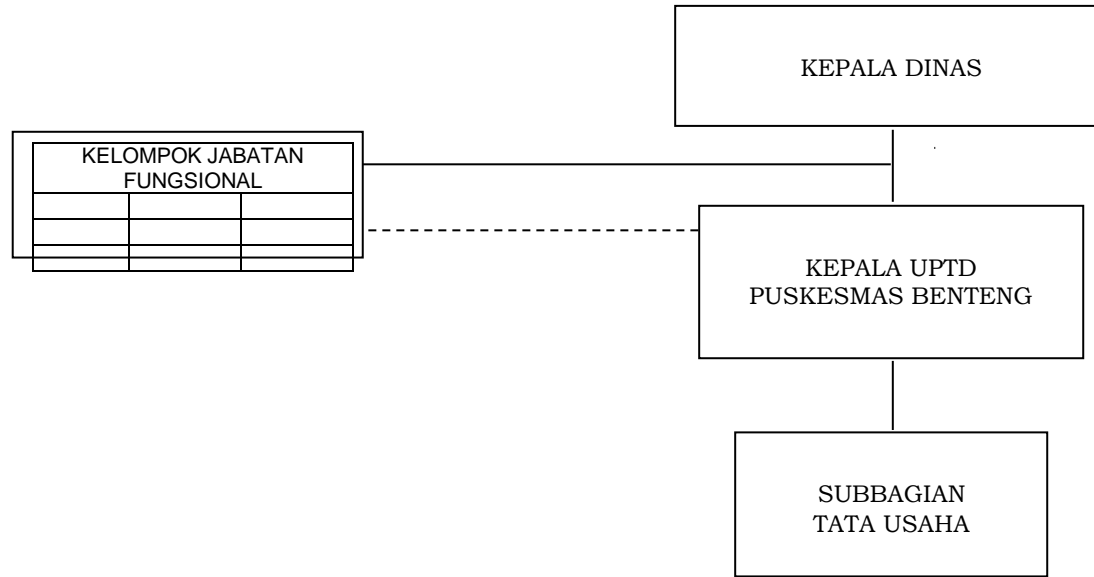 KEPALA DINAS
KELOMPOK JABATAN
FUNGSIONAL
KEPALA UPTD
PUSKESMAS BENTENG
SUBBAGIAN
TATA USAHA